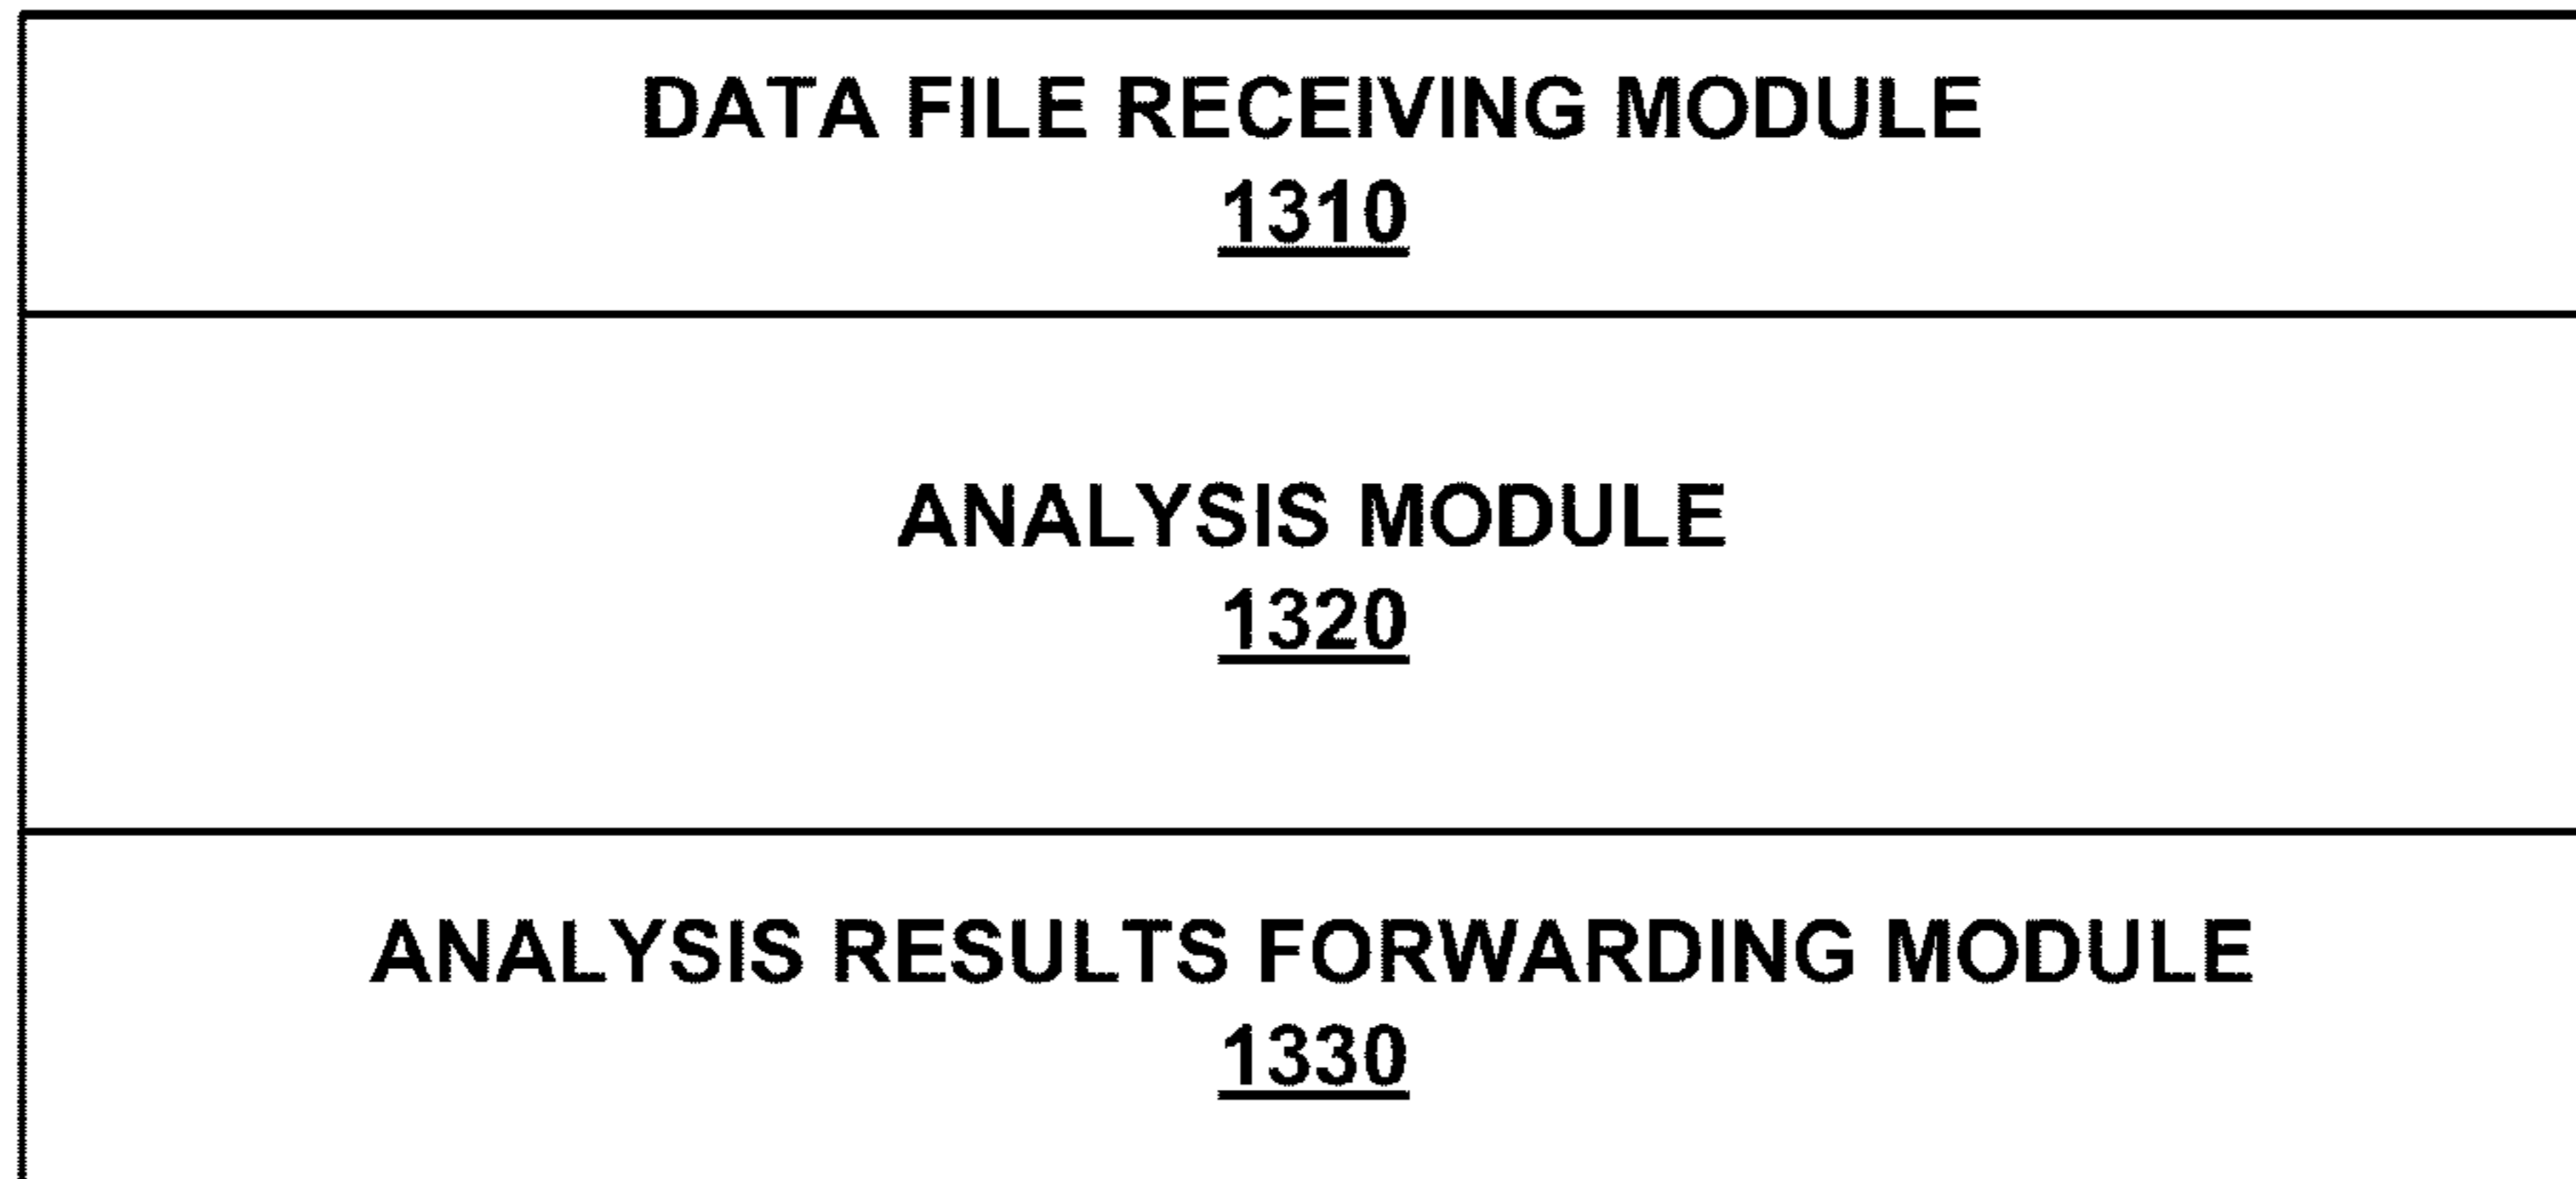 DATA FILE RECEIVING MODULE
1310
ANALYSIS MODULE
1320
ANALYSIS RESULTS FORWARDING MODULE
1330